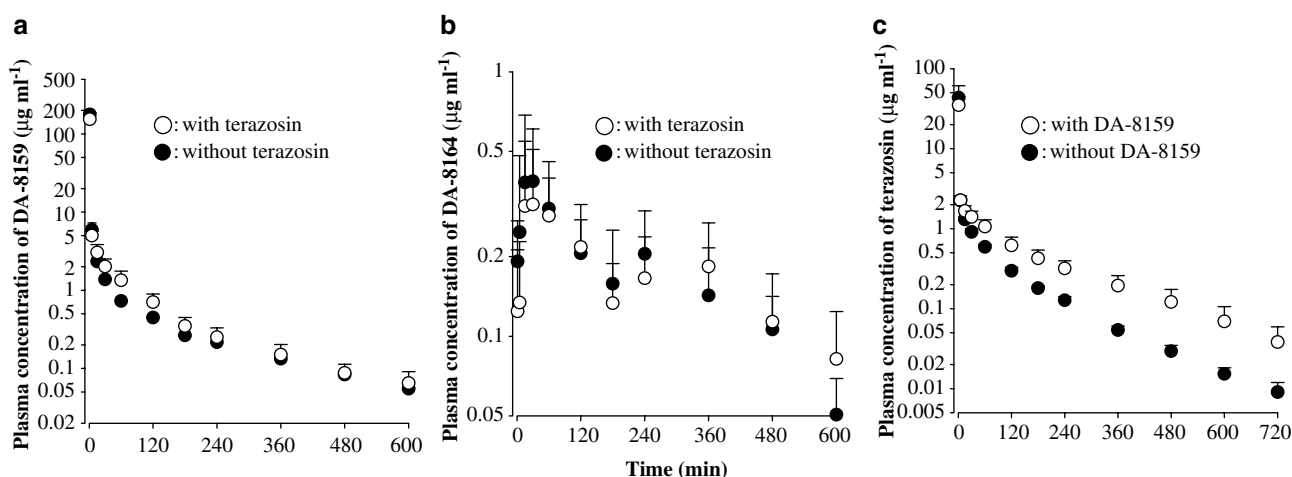 a
Plasma concentration of DA-8159 (µg ml⁻¹)
500
200
100
50
20
10
5
2
1
0.5
0.2
0.1
0.05
0.02
○: with terazosin
●: without terazosin
0 120 240 360 480 600
b
Plasma concentration of DA-8164 (µg ml⁻¹)
1
0.5
0.2
0.1
0.05
○: with terazosin
●: without terazosin
0 120 240 360 480 600
Time (min)
c
Plasma concentration of terazosin (µg ml⁻¹)
100
50
20
10
5
2
1
0.5
0.2
0.1
0.05
0.02
0.01
0.005
○: with DA-8159
●: without DA-8159
0 120 240 360 480 600 720